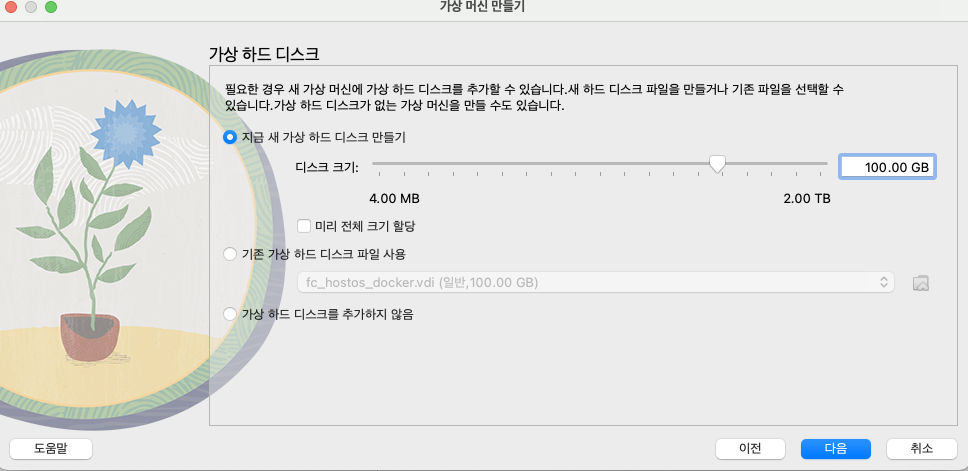 가상 머신 만들기
가상 하드 디스크
필요한 경우 새 가상 머신에 가상 하드 디스크를 추가할 수 있습니다.새 하드 디스크 파일을 만들거나 기존 파일을 선택할 수
있습니다.가상 하드 디스크가 없는 가상 머신을 만들 수도 있습니다.
지금 새 가상 하드 디스크 만들기
디스크 크기:
100.00 GB
4.00 MB
2.00 TB
미리 전체 크기 할당
기존 가상 하드 디스크 파일 사용
fc_hostos_docker.vdi (일반,100.00 GB)
가상 하드 디스크를 추가하지 않음
도움말
이전
다음
취소